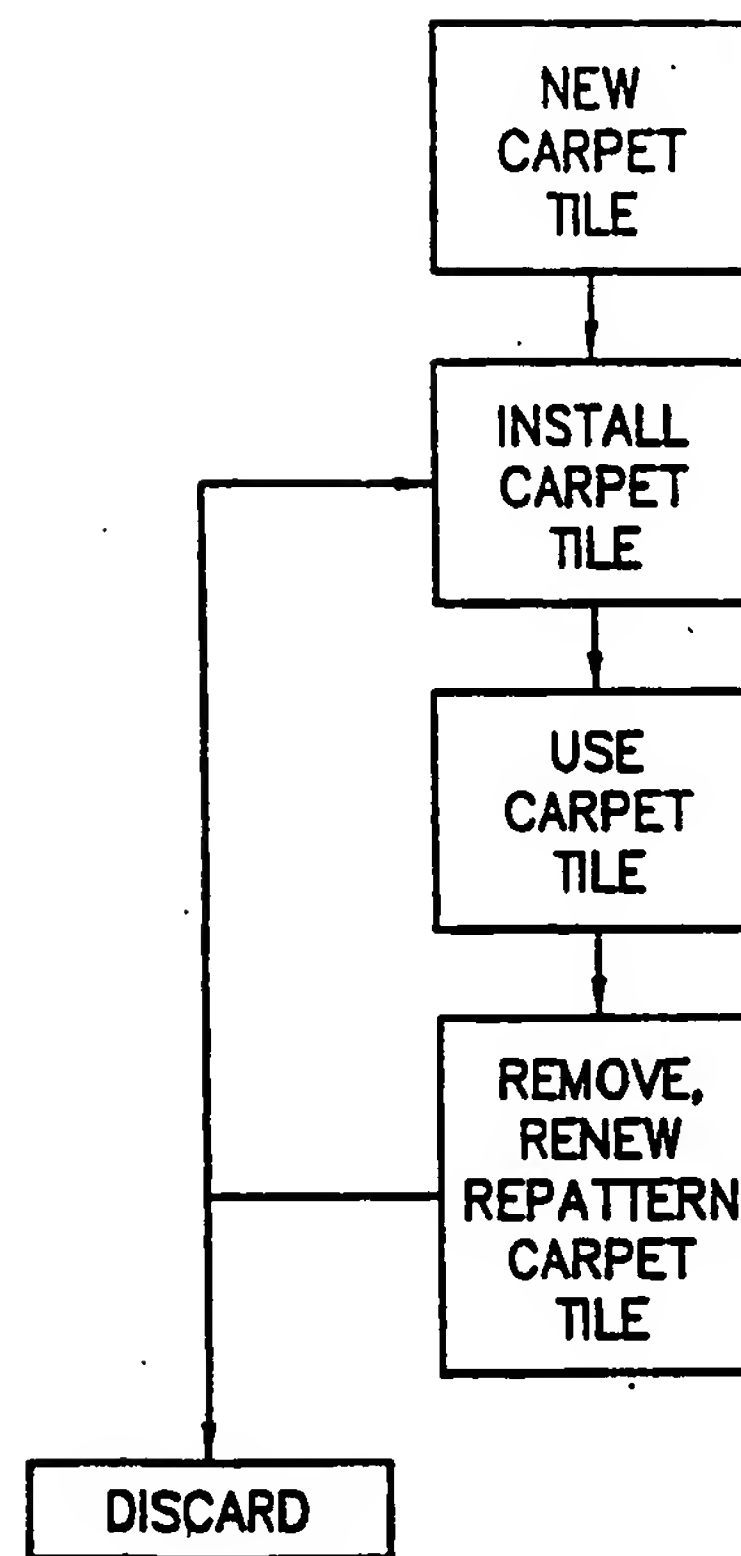 NEW
CARPET
TILE
INSTALL
CARPET
TILE
USE
CARPET
TILE
REMOVE,
RENEW
REPATTERN
CARPET
TILE
DISCARD